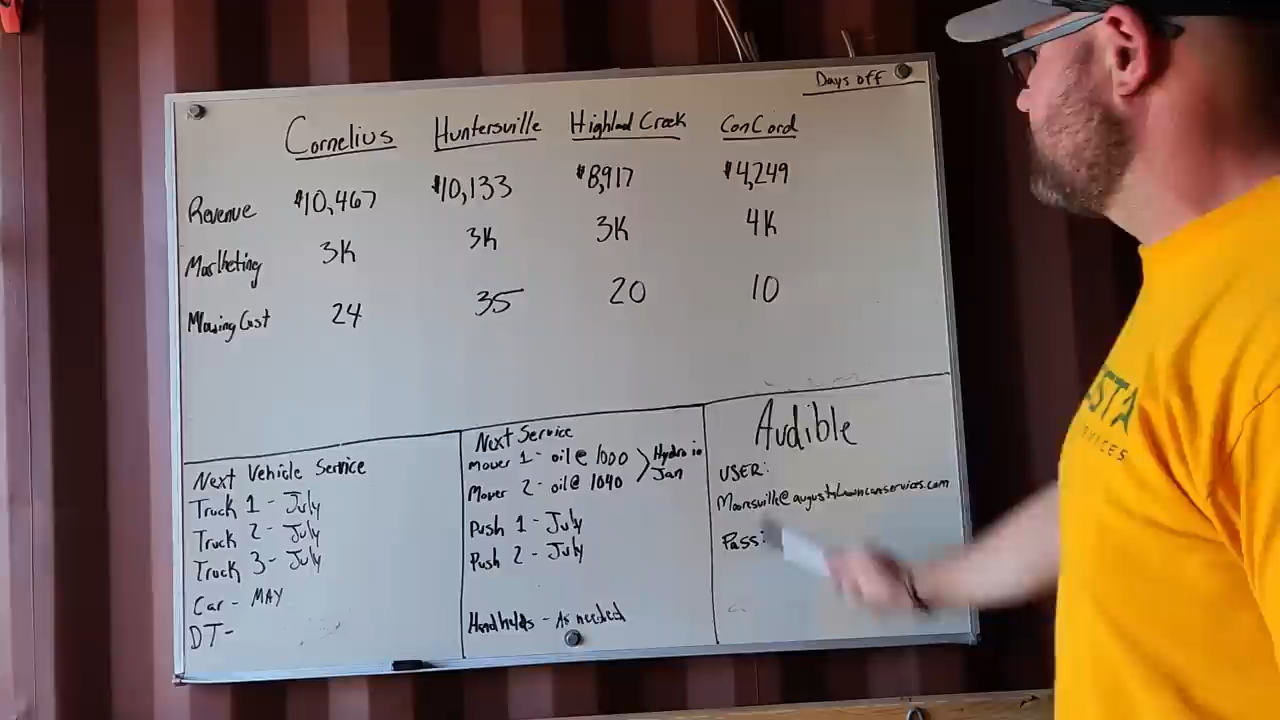 Days off
Cornelius Huntersville Highland Creek ConCord
Revenue $10,467 $10,133 $8,917 $4,249
Marketing 3K 3K 3K 4K
Mowing Cost 24 35 20 10
Next Vehicle Service
Truck 1 - July
Truck 2 - July
Truck 3 - July
Car - MAY
DT-
Next Service
Mower 1 - oil @ 1000
Mower 2 - oil @ 1040
Hydro in
Jan
Push 1 - July
Push 2 - July
Handhelds - As needed
Audible
USER:
Pass:
STA
RVICES